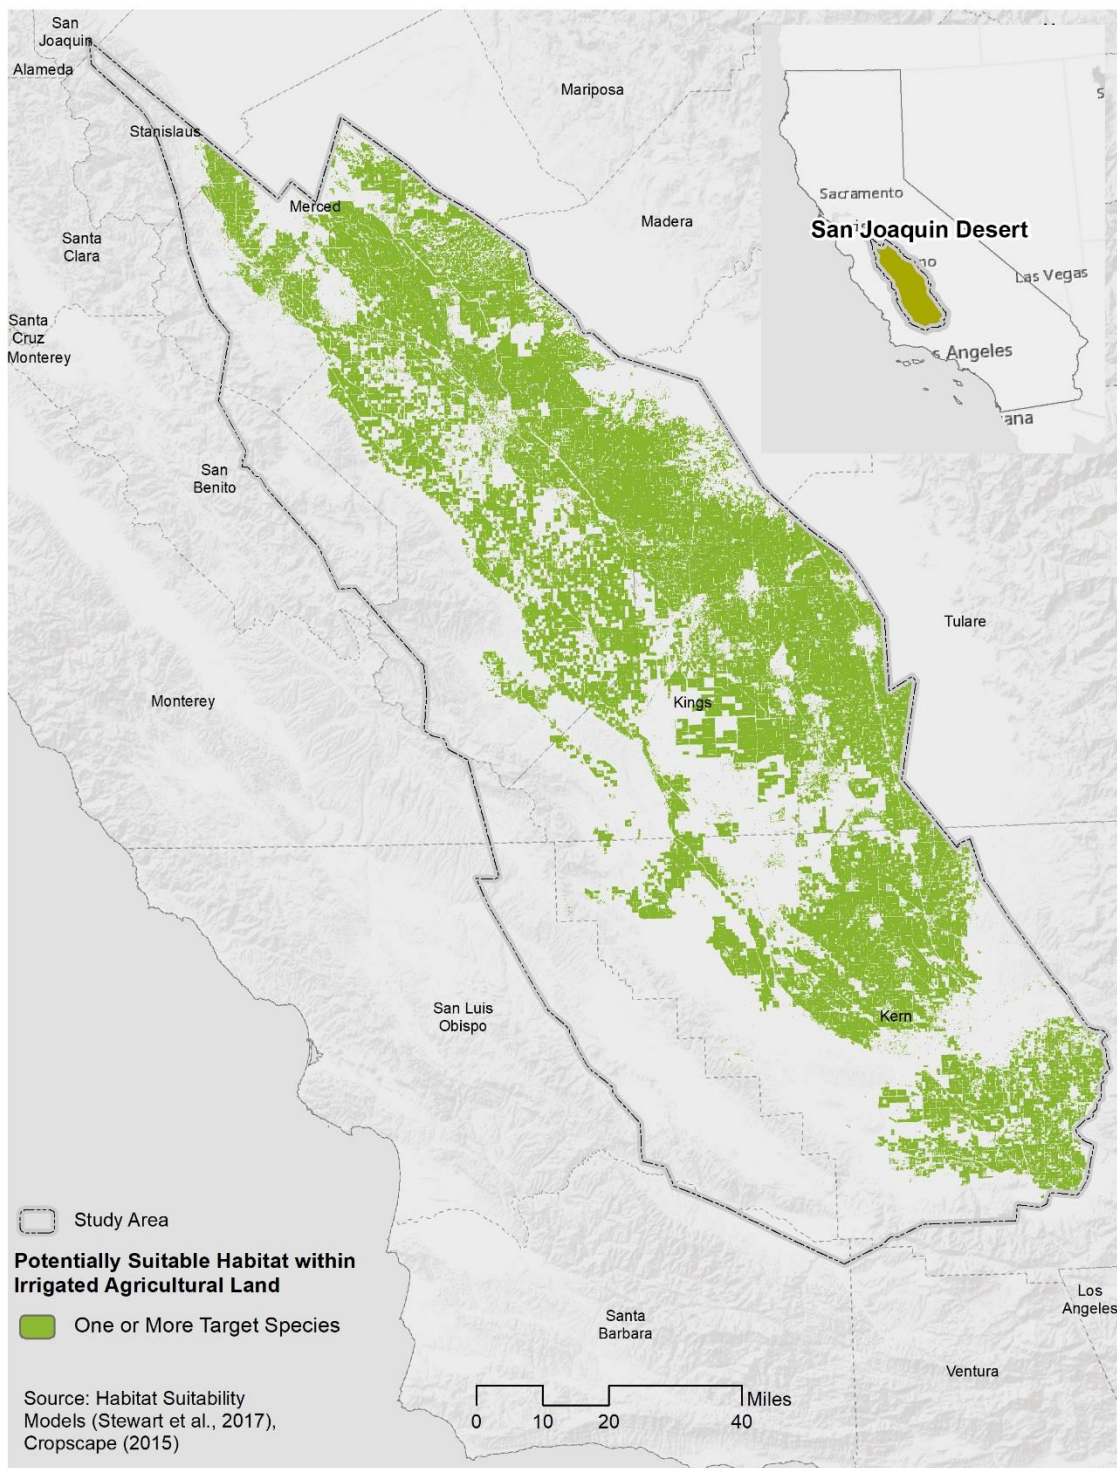 San
Joaquin
Alameda
Stanislaus
Mariposa
Merced
Madera
Santa
Clara
Santa
Cruz
Monterey
San
Benito
Monterey
Kings
Tulare
San Luis
Obispo
Kern
Santa
Barbara
Los
Angeles
Ventura
Sacramento
San Joaquin Desert
no
Las Vegas
s Angeles
ana
S
Study Area
Potentially Suitable Habitat within
Irrigated Agricultural Land
One or More Target Species
Source: Habitat Suitability
Models (Stewart et al., 2017),
Cropscape (2015)
Miles
0 10 20 40